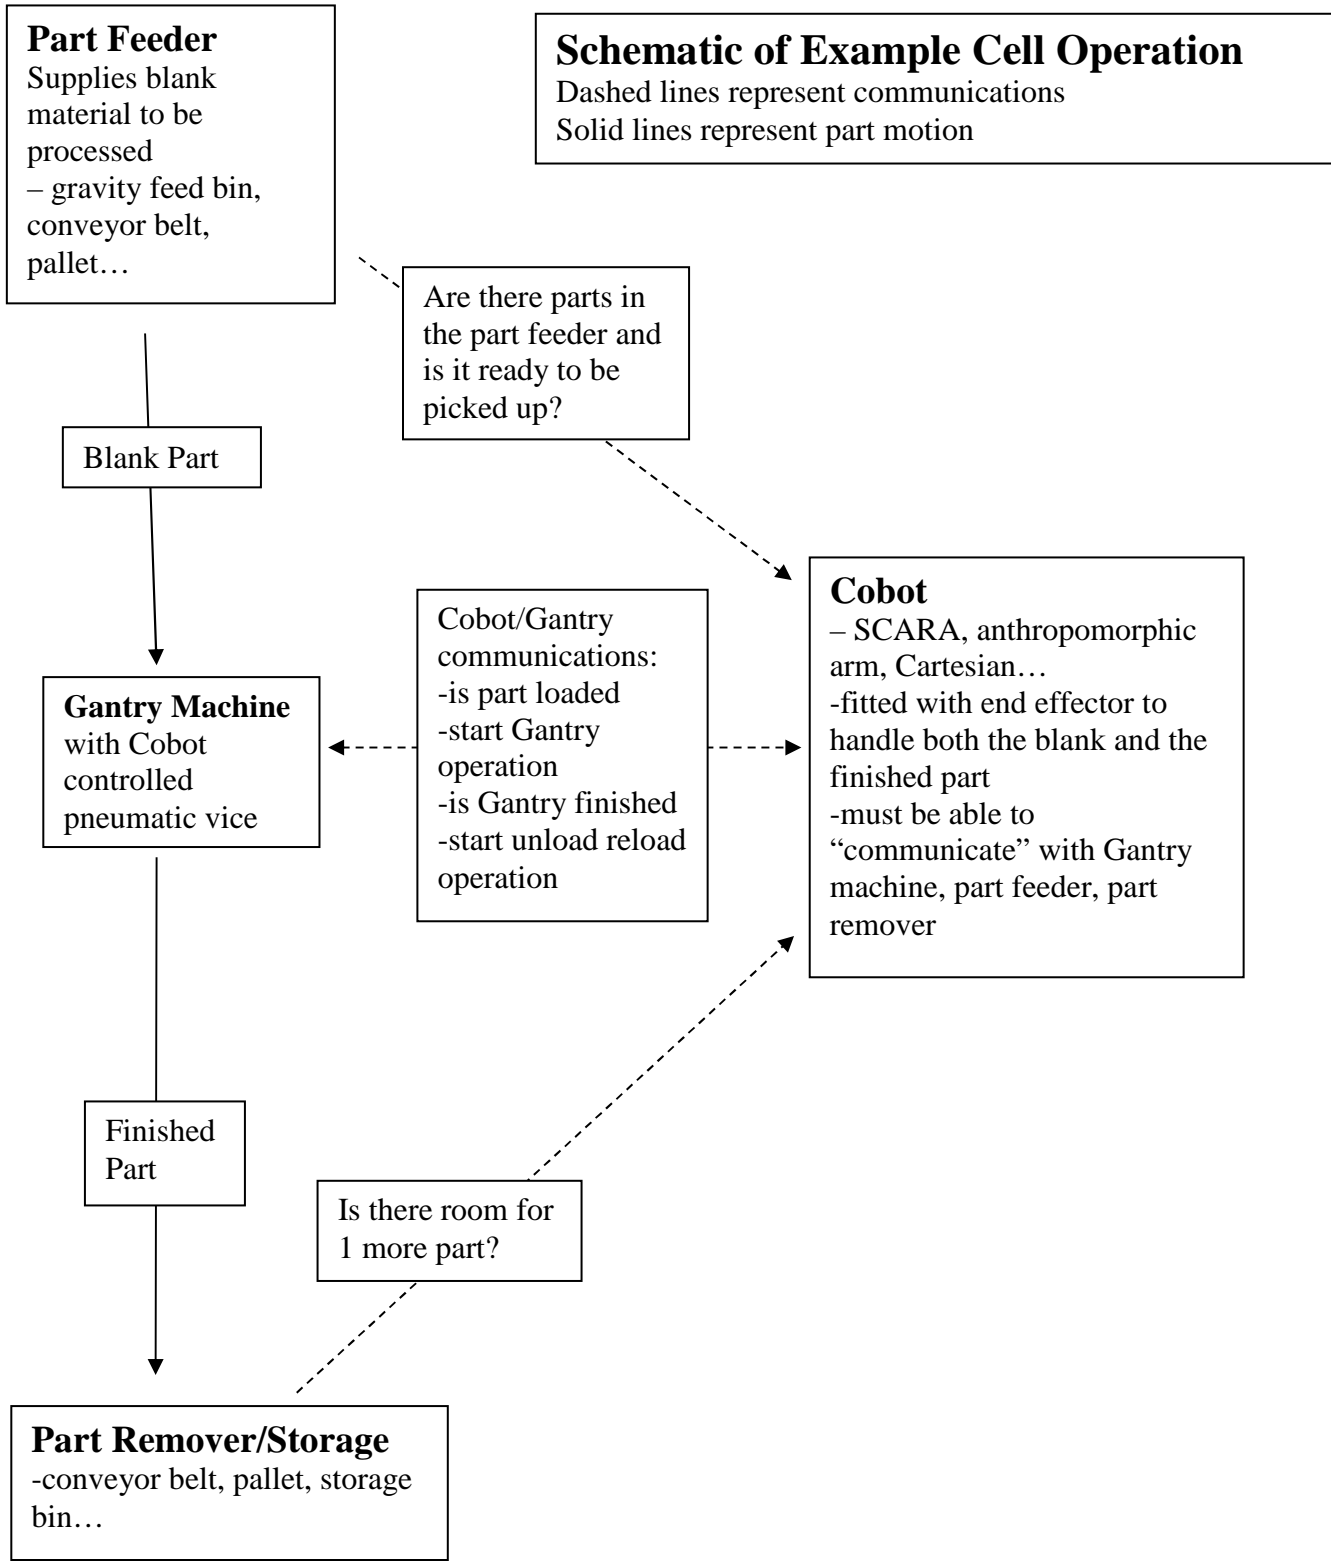 Part Feeder
Supplies blank
material to be
processed
– gravity feed bin,
conveyor belt,
pallet…
Schematic of Example Cell Operation
Dashed lines represent communications
Solid lines represent part motion
Are there parts in
the part feeder and
is it ready to be
picked up?
Blank Part
Cobot/Gantry
communications:
-is part loaded
-start Gantry
operation
-is Gantry finished
-start unload reload
operation
Cobot
– SCARA, anthropomorphic
arm, Cartesian…
-fitted with end effector to
handle both the blank and the
finished part
-must be able to
“communicate” with Gantry
machine, part feeder, part
remover
Gantry Machine
with Cobot
controlled
pneumatic vice
Finished
Part
Is there room for
1 more part?
Part Remover/Storage
-conveyor belt, pallet, storage
bin…